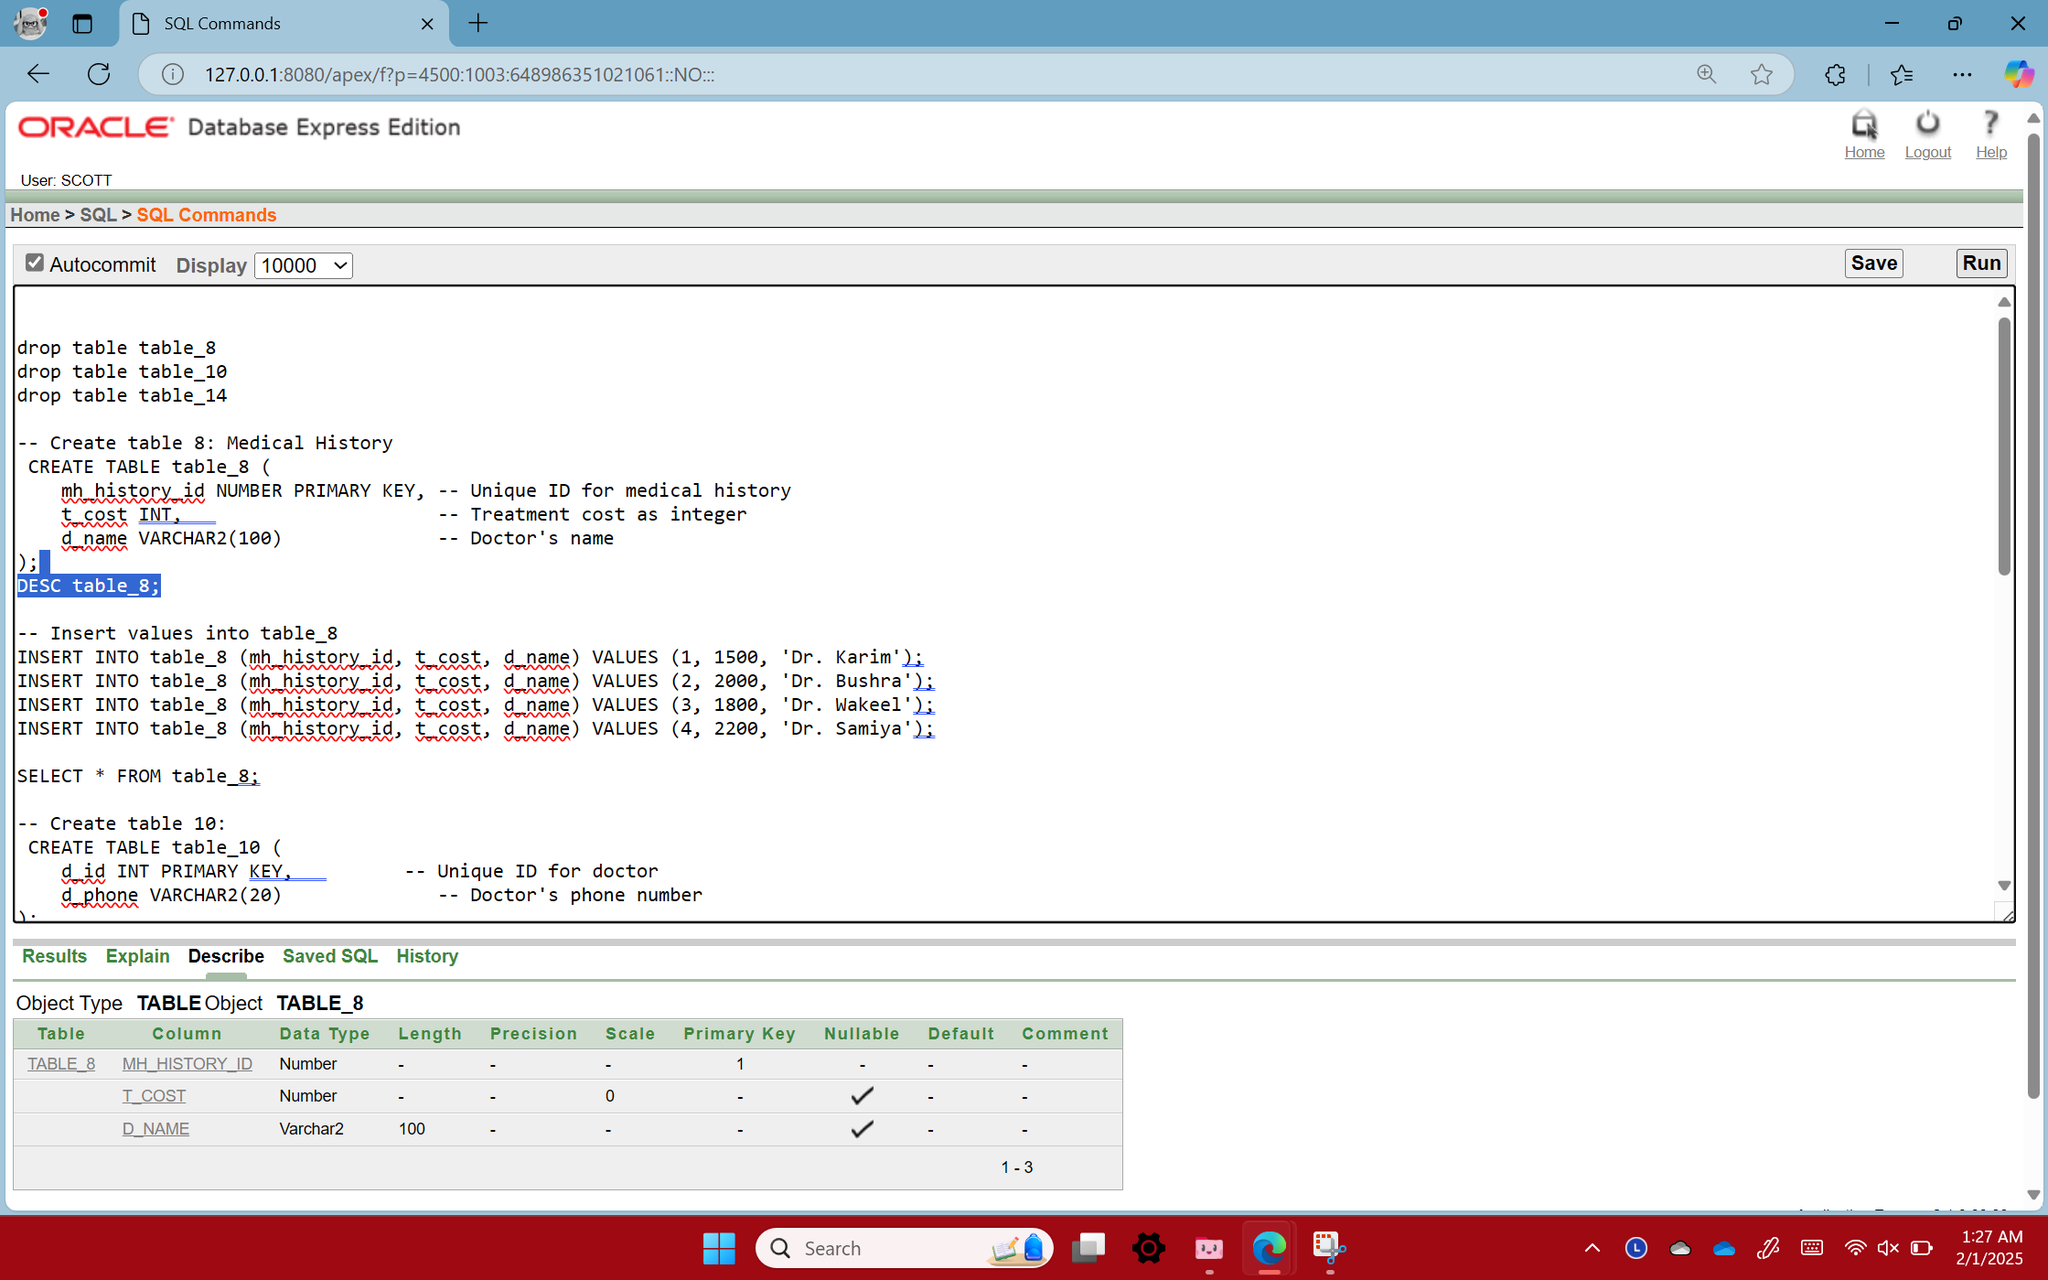 SQL Commands
127.0.0.1:8080/apex/f?p=4500:1003:648986351021061::NO:::
ORACLE Database Express Edition
Home Logout Help
User: SCOTT
Home > SQL > SQL Commands
Autocommit Display 10000 Save Run
drop table table_8
drop table table_10
drop table table_14
-- Create table 8: Medical History
CREATE TABLE table_8 (
mh_history_id NUMBER PRIMARY KEY, -- Unique ID for medical history
t_cost INT, -- Treatment cost as integer
d_name VARCHAR2(100) -- Doctor's name
);
DESC table_8;
-- Insert values into table_8
INSERT INTO table_8 (mh_history_id, t_cost, d_name) VALUES (1, 1500, 'Dr. Karim');
INSERT INTO table_8 (mh_history_id, t_cost, d_name) VALUES (2, 2000, 'Dr. Bushra');
INSERT INTO table_8 (mh_history_id, t_cost, d_name) VALUES (3, 1800, 'Dr. Wakeel');
INSERT INTO table_8 (mh_history_id, t_cost, d_name) VALUES (4, 2200, 'Dr. Samiya');
SELECT * FROM table_8;
-- Create table 10:
CREATE TABLE table_10 (
d_id INT PRIMARY KEY, -- Unique ID for doctor
d_phone VARCHAR2(20) -- Doctor's phone number
);
Results Explain Describe Saved SQL History
Object Type TABLE Object TABLE_8
Table Column Data Type Length Precision Scale Primary Key Nullable Default Comment
TABLE_8 MH_HISTORY_ID Number - - - 1 - - -
T_COST Number - - 0 - ✓ - -
D_NAME Varchar2 100 - - - ✓ - -
1 - 3
Search
1:27 AM
2/1/2025